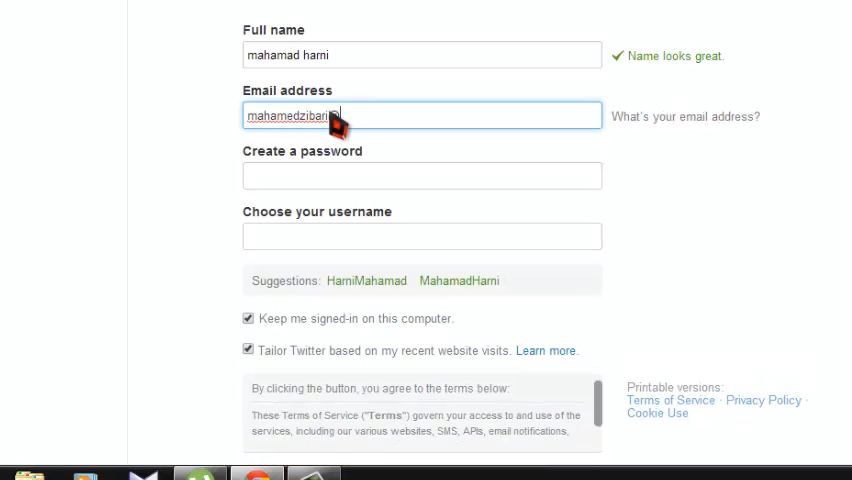 Full name
mahamad harni
Name looks great.
Email address
mahamedzibari@
What's your email address?
Create a password
Choose your username
Suggestions: HarniMahamad MahamadHarni
Keep me signed-in on this computer.
Tailor Twitter based on my recent website visits. Learn more.
By clicking the button, you agree to the terms below:
These Terms of Service ("Terms") govern your access to and use of the
services, including our various websites, SMS, APIs, email notifications,
Printable versions:
Terms of Service · Privacy Policy ·
Cookie Use